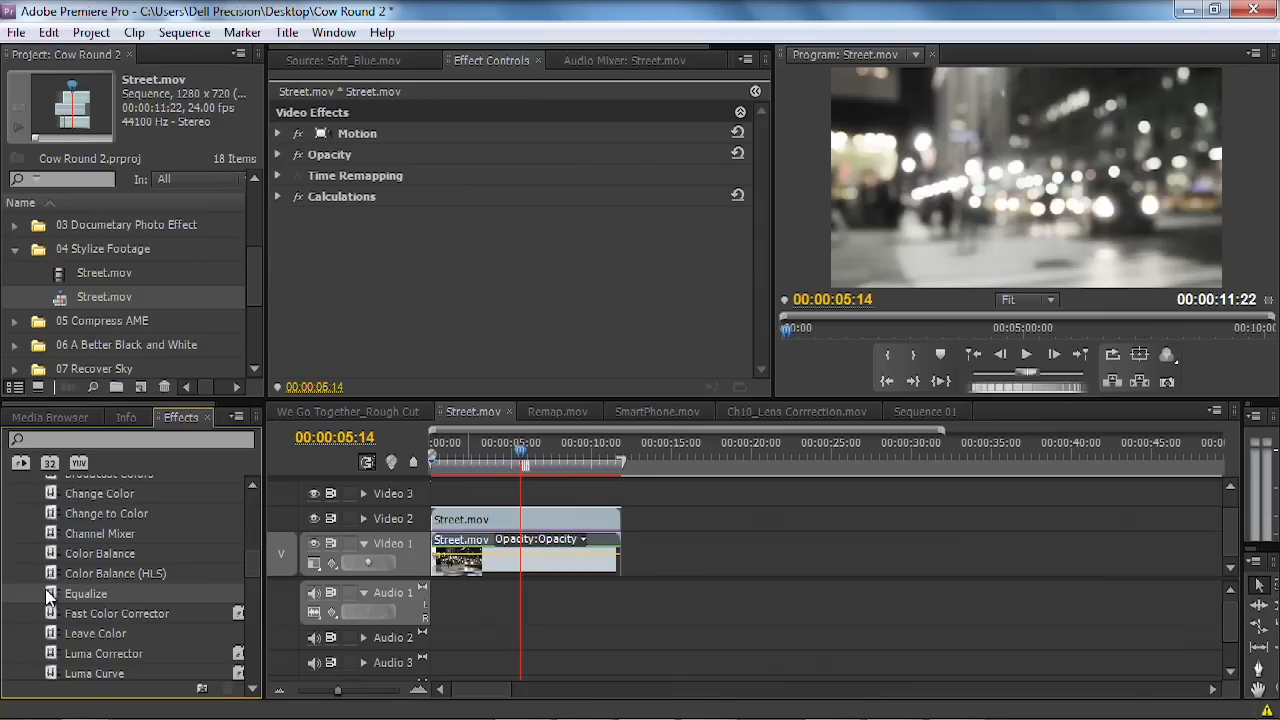 Adobe Premiere Pro - C:\Users\Dell Precision\Desktop\Cow Round 2 *
File Edit Project Clip Sequence Marker Title Window Help
Project: Cow Round 2
Street.mov
Sequence, 1280 x 720 (...
00:00:11:22, 24.00 fps
44100 Hz - Stereo
Cow Round 2.prproj
18 Items
In: All
Name
03 Documetary Photo Effect
04 Stylize Footage
Street.mov
Street.mov
05 Compress AME
06 A Better Black and White
07 Recover Sky
Source: Soft_Blue.mov
Effect Controls
Audio Mixer: Street.mov
Street.mov * Street.mov
Video Effects
fx Motion
fx Opacity
Time Remapping
fx Calculations
00:00:05:14
Program: Street.mov
00:00:05:14
Fit
00:00:11:22
00:00
00:05:00:00
00:10:0
Media Browser
Info
Effects
32
YUV
Broadcast Colors
Change Color
Change to Color
Channel Mixer
Color Balance
Color Balance (HLS)
Equalize
Fast Color Corrector
Leave Color
Luma Corrector
Luma Curve
We Go Together_Rough Cut
Street.mov
Remap.mov
SmartPhone.mov
Ch10_Lens Corrrection.mov
Sequence 01
00:00:05:14
:00:00
00:00:05:00
00:00:10:00
00:00:15:00
00:00:20:00
00:00:25:00
00:00:30:00
00:00:35:00
00:00:40:00
00:00:45:00
00:0
Video 3
Video 2
Street.mov
V
Video 1
Street.mov Opacity:Opacity
Audio 1
L
R
Audio 2
Audio 3